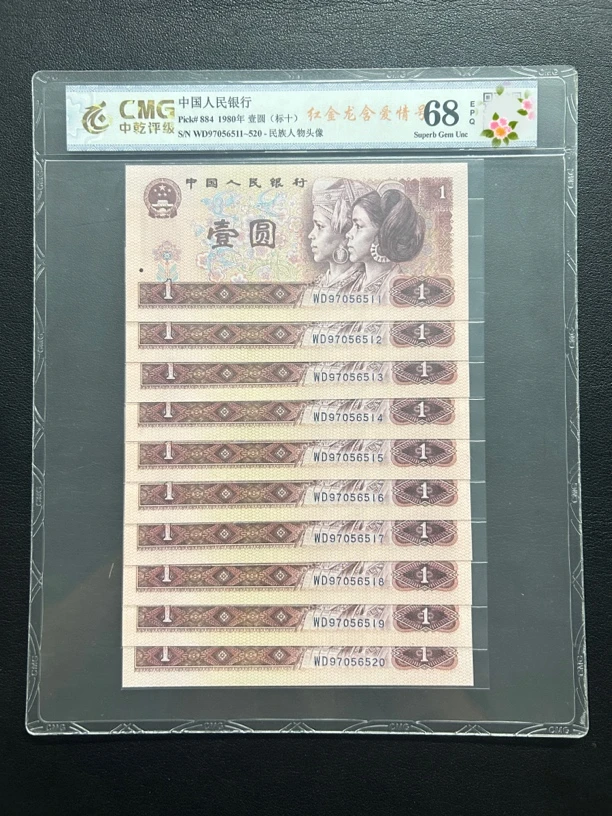 CMG
中乾评级
中国人民银行
Pick# 884 1980年 壹圆（标十）
S/N WD97056511~520 - 民族人物头像
红金龙含爱情号
68
EPQ
Superb Gem Unc
中国人民银行
壹圆
1
1 WD97056511 1
1 WD97056512 1
1 WD97056513 1
1 WD97056514 1
1 WD97056515 1
1 WD97056516 1
1 WD97056517 1
1 WD97056518 1
1 WD97056519 1
1 WD97056520 1
CMG
CMG
CMG